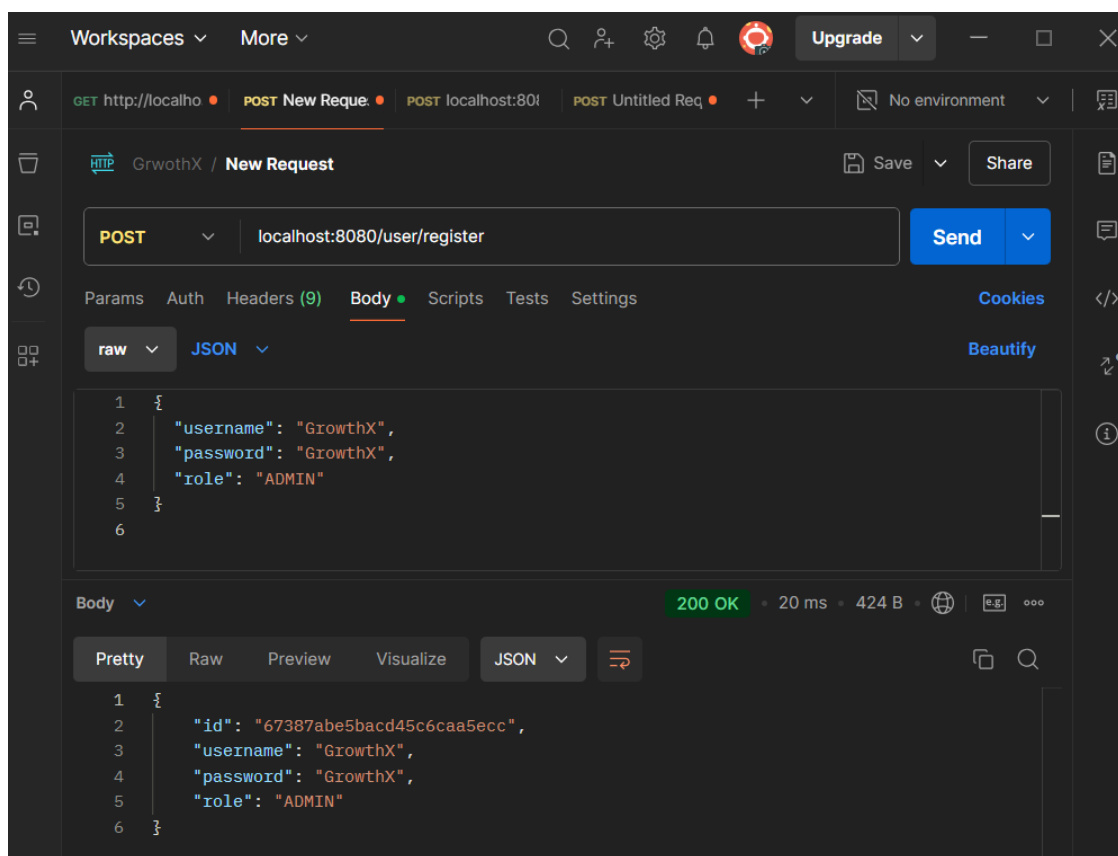 Workspaces More Upgrade
GET http://localho POST New Reque POST localhost:808 POST Untitled Req No environment
HTTP GrwothX / New Request Save Share
POST localhost:8080/user/register Send
Params Auth Headers (9) Body Scripts Tests Settings Cookies
raw JSON Beautify
1 {
2 "username": "GrowthX",
3 "password": "GrowthX",
4 "role": "ADMIN"
5 }
6
Body 200 OK 20 ms 424 B e.g.
Pretty Raw Preview Visualize JSON
1 {
2 "id": "67387abe5bacd45c6caa5ecc",
3 "username": "GrowthX",
4 "password": "GrowthX",
5 "role": "ADMIN"
6 }